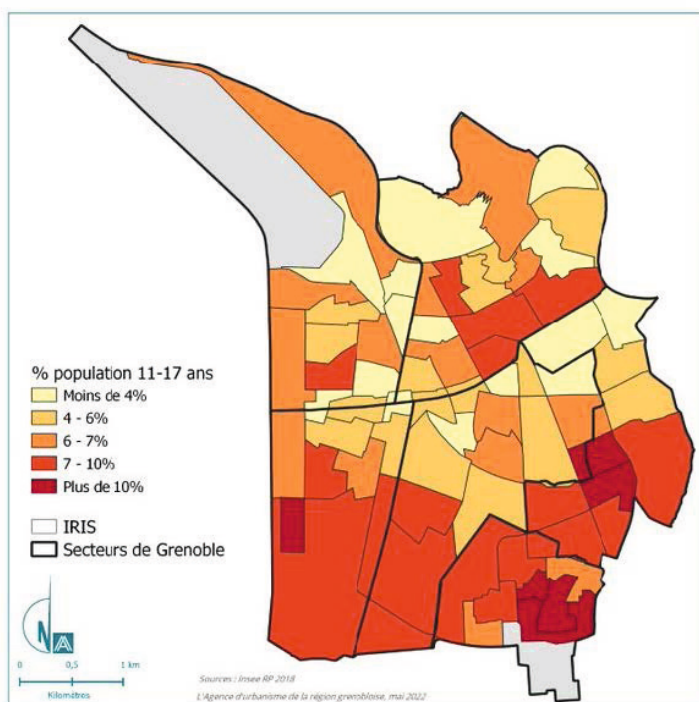 % population 11-17 ans
Moins de 4%
4 - 6%
6 - 7%
7 - 10%
Plus de 10%
IRIS
Secteurs de Grenoble
N
0 0,5 1 km
Kilomètres
Sources : Insee RP 2018
L'Agence d'urbanisme de la région grenobloise, mai 2022